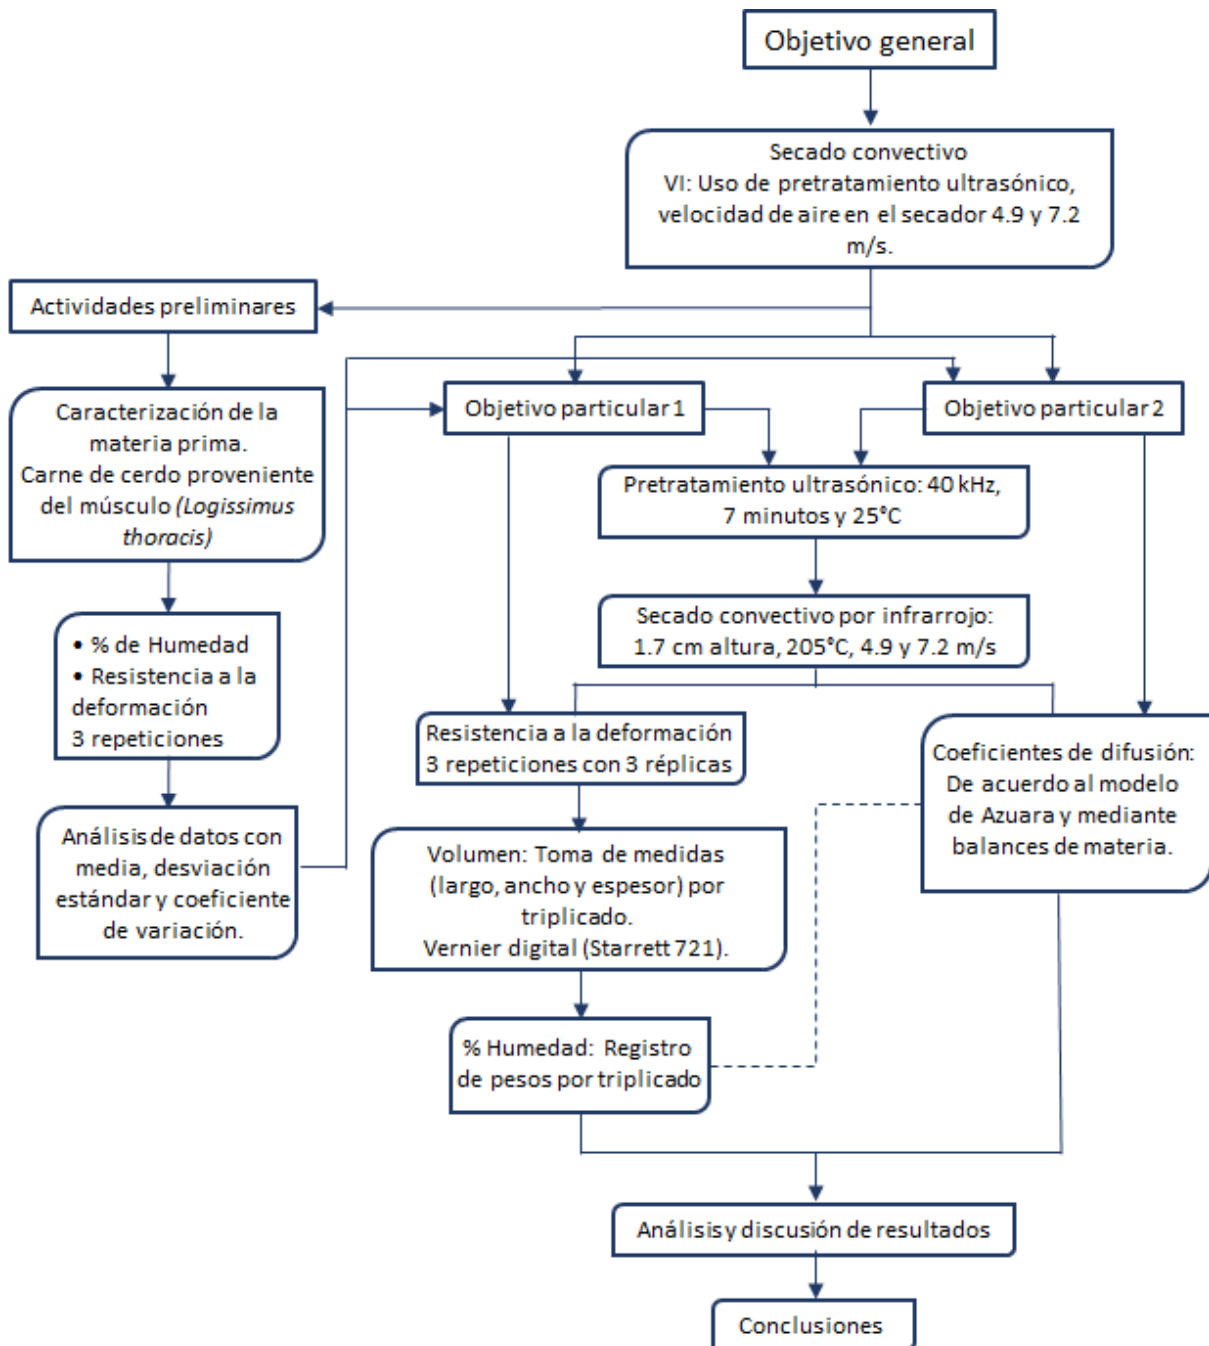 Objetivo general
Secado convectivo
VI: Uso de pretratamiento ultrasónico,
velocidad de aire en el secador 4.9 y 7.2
m/s.
Actividades preliminares
Caracterización de la
materia prima.
Carne de cerdo proveniente
del músculo (Logissimus
thoracis)
• % de Humedad
• Resistencia a la
deformación
3 repeticiones
Análisis de datos con
media, desviación
estándar y coeficiente
de variación.
Objetivo particular 1
Objetivo particular 2
Pretratamiento ultrasónico: 40 kHz,
7 minutos y 25°C
Secado convectivo por infrarrojo:
1.7 cm altura, 205°C, 4.9 y 7.2 m/s
Resistencia a la deformación
3 repeticiones con 3 réplicas
Volumen: Toma de medidas
(largo, ancho y espesor) por
triplicado.
Vernier digital (Starrett 721).
% Humedad: Registro
de pesos por triplicado
Coeficientes de difusión:
De acuerdo al modelo
de Azuara y mediante
balances de materia.
Análisis y discusión de resultados
Conclusiones